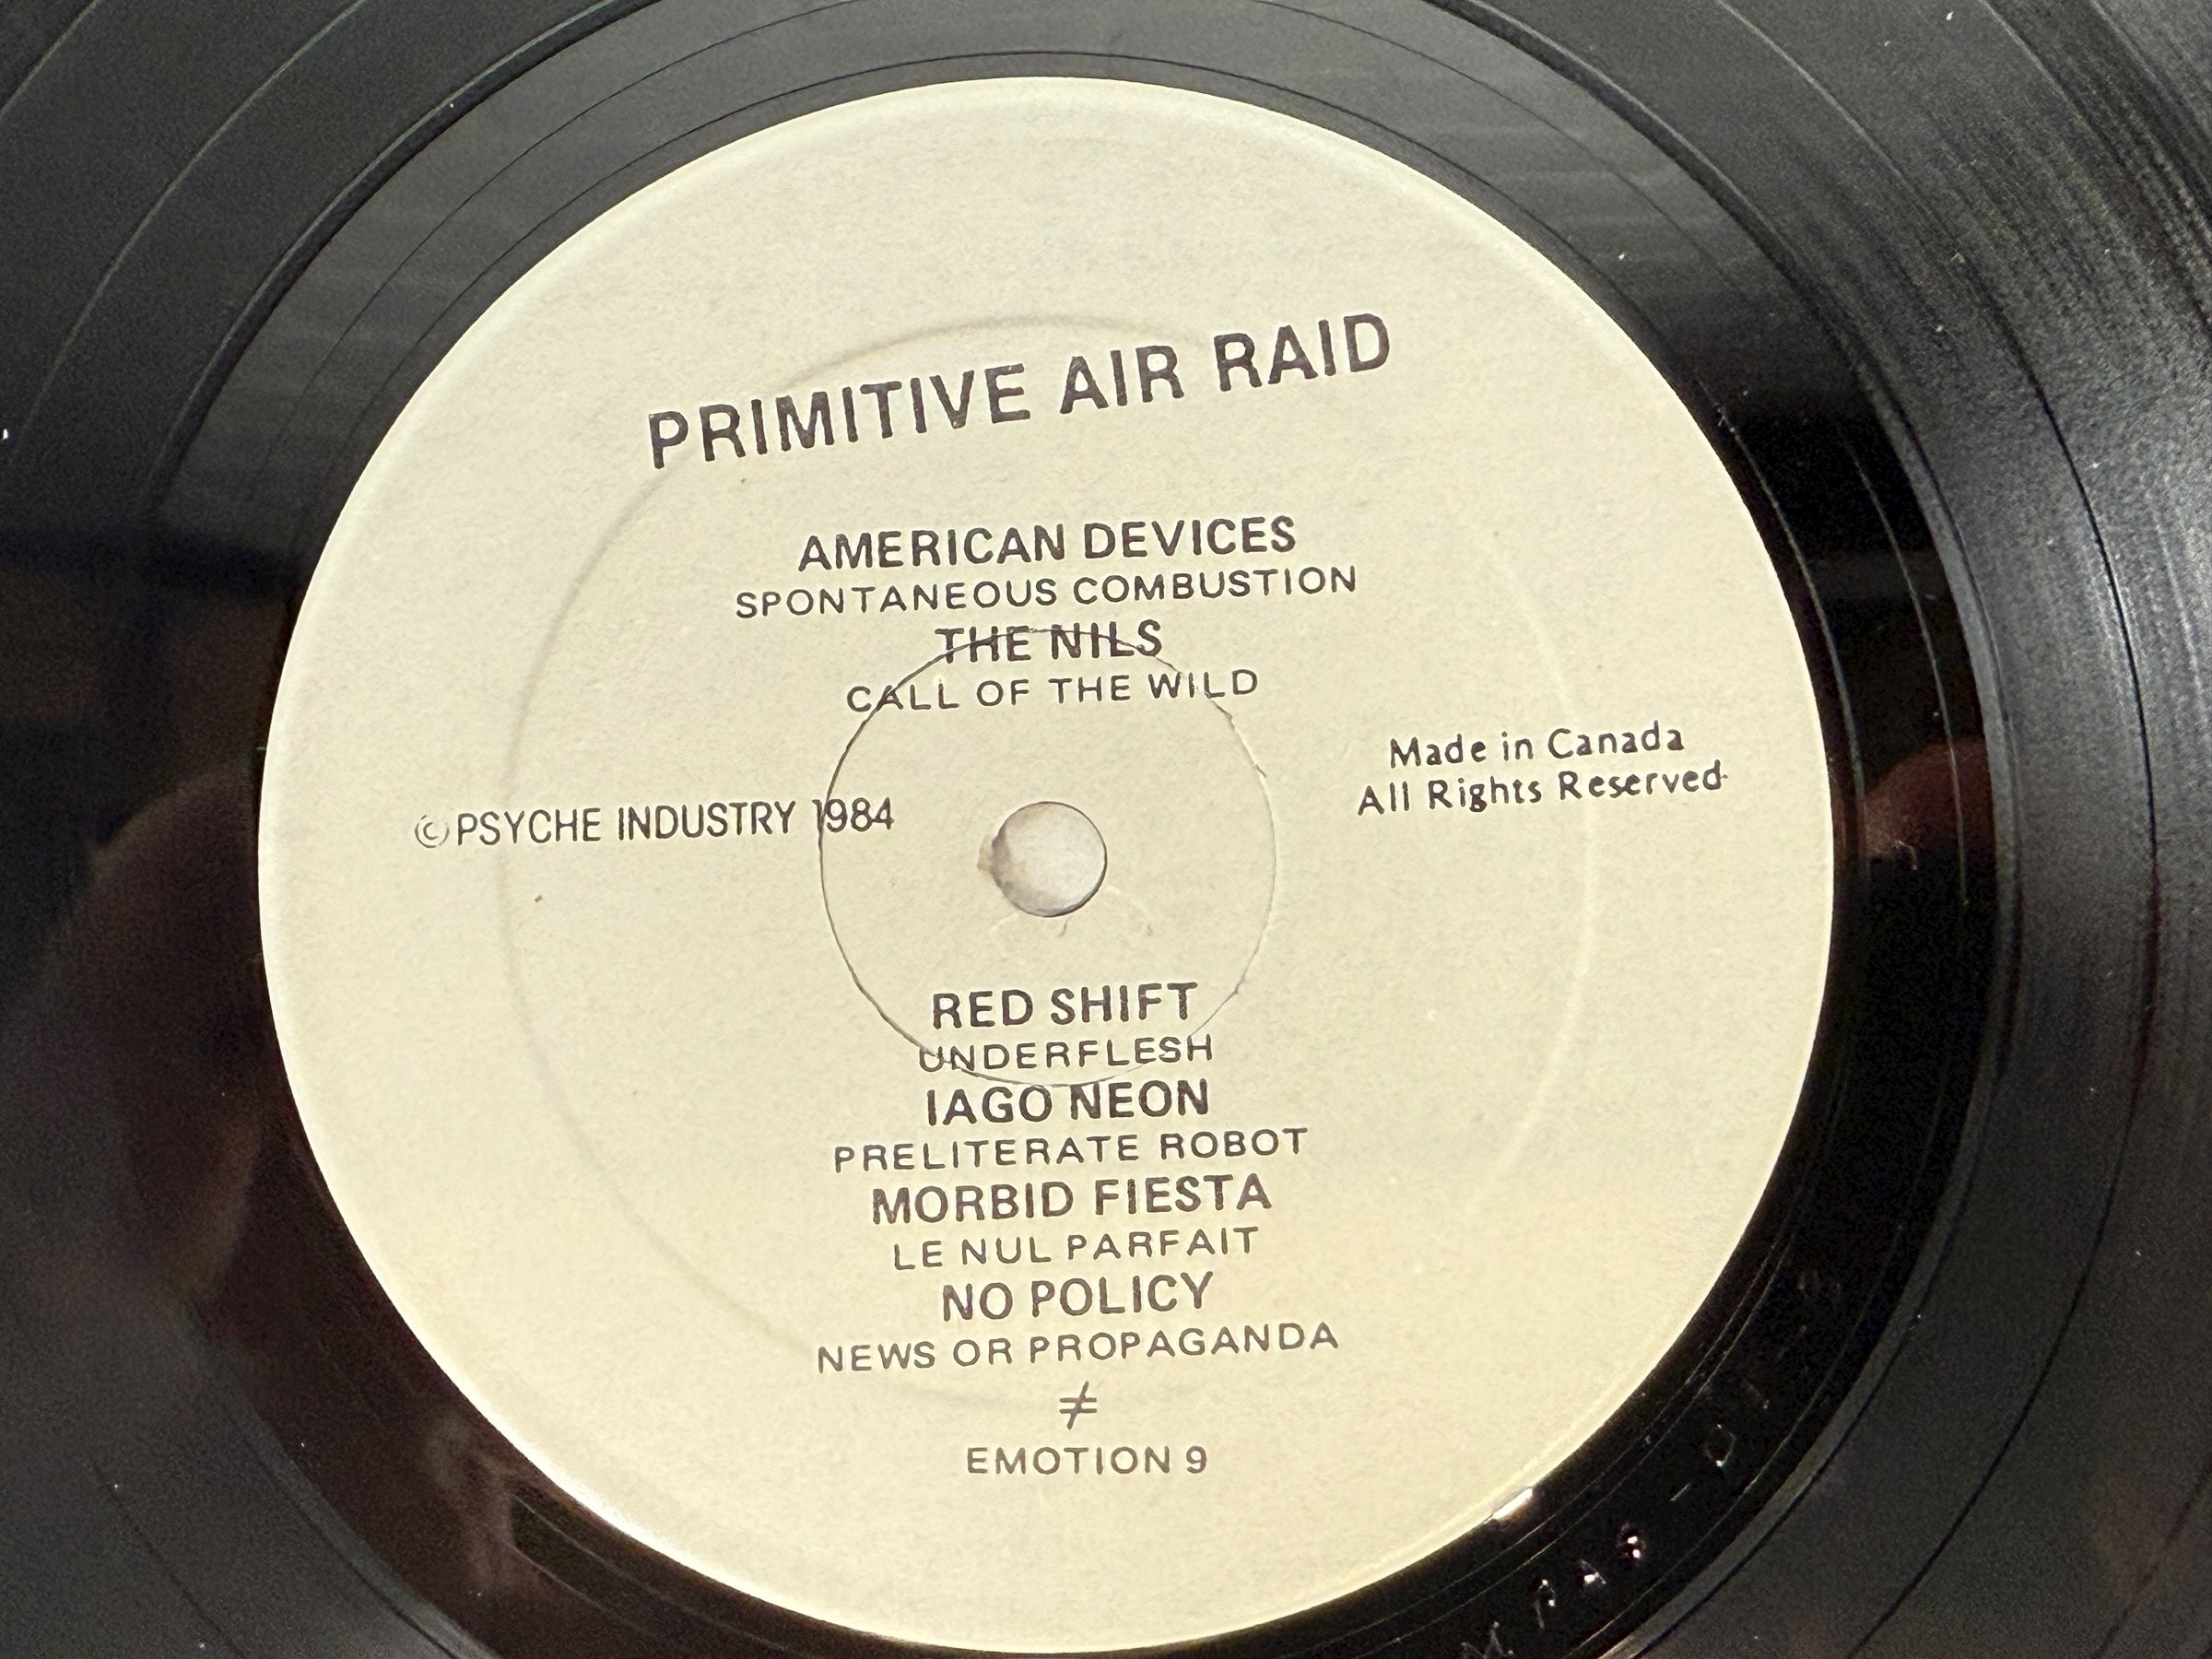 PRIMITIVE AIR RAID
AMERICAN DEVICES
SPONTANEOUS COMBUSTION
THE NILS
CALL OF THE WILD
Made in Canada
All Rights Reserved
©PSYCHE INDUSTRY 1984
RED SHIFT
UNDERFLESH
IAGO NEON
PRELITERATE ROBOT
MORBID FIESTA
LE NUL PARFAIT
NO POLICY
NEWS OR PROPAGANDA
≠
EMOTION 9